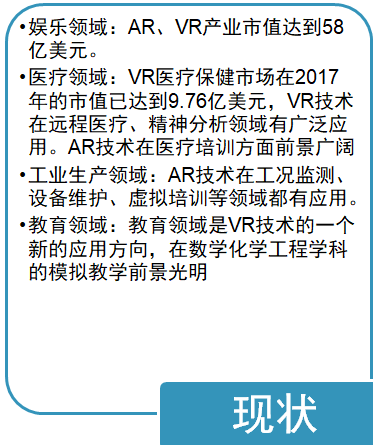 •娱乐领域：AR、VR产业市值达到58
亿美元。
•医疗领域：VR医疗保健市场在2017
年的市值已达到9.76亿美元，VR技术
在远程医疗、精神分析领域有广泛应
用。AR技术在医疗培训方面前景广阔
•工业生产领域：AR技术在工况监测、
设备维护、虚拟培训等领域都有应用。
•教育领域：教育领域是VR技术的一个
新的应用方向，在数学化学工程学科
的模拟教学前景光明
现状